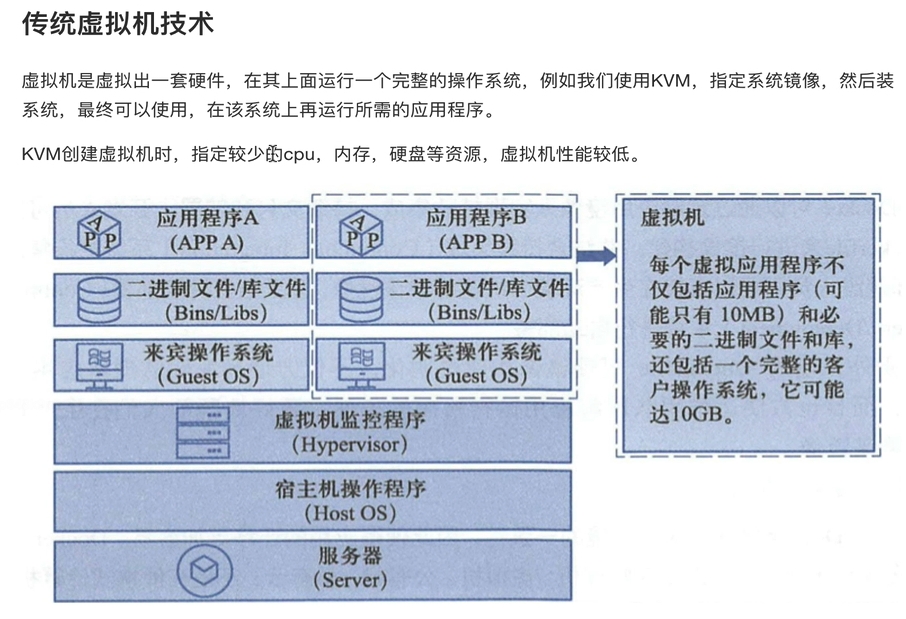 传统虚拟机技术
虚拟机是虚拟出一套硬件，在其上面运行一个完整的操作系统，例如我们使用KVM，指定系统镜像，然后装
系统，最终可以使用，在该系统上再运行所需的应用程序。
KVM创建虚拟机时，指定较少的cpu，内存，硬盘等资源，虚拟机性能较低。
APP
应用程序A
(APP A)
APP
应用程序B
(APP B)
二进制文件/库文件
(Bins/Libs)
二进制文件/库文件
(Bins/Libs)
来宾操作系统
(Guest OS)
来宾操作系统
(Guest OS)
虚拟机监控程序
(Hypervisor)
宿主机操作程序
(Host OS)
服务器
(Server)
虚拟机
每个虚拟应用程序不
仅包括应用程序（可
能只有 10MB）和必
要的二进制文件和库，
还包括一个完整的客
户操作系统，它可能
达10GB。